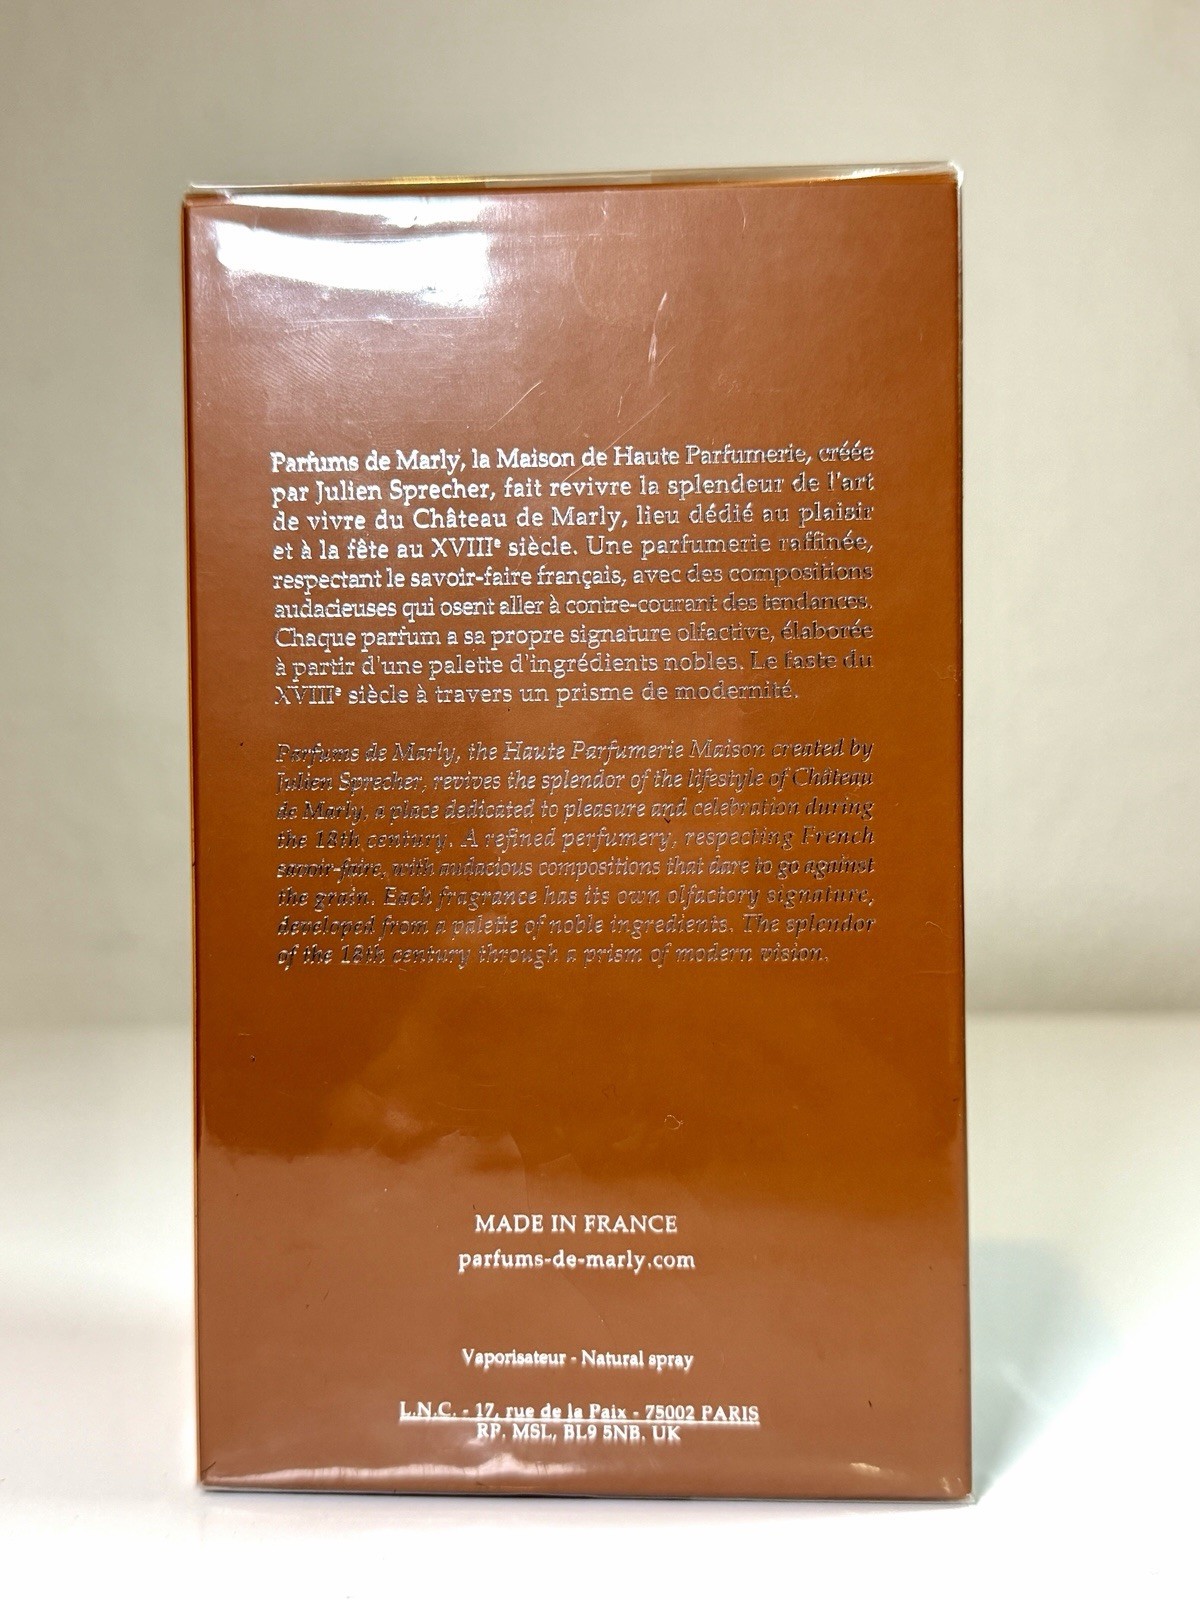 Parfums de Marly, la Maison de Haute Parfumerie, créée
par Julien Sprecher, fait revivre la splendeur de l'art
de vivre du Château de Marly, lieu dédié au plaisir
et à la fête au XVIIIᵉ siècle. Une parfumerie raffinée,
respectant le savoir-faire français, avec des compositions
audacieuses qui osent aller à contre-courant des tendances.
Chaque parfum a sa propre signature olfactive, élaborée
à partir d'une palette d'ingrédients nobles. Le faste du
XVIIIᵉ siècle à travers un prisme de modernité.
Parfums de Marly, the Haute Parfumerie Maison created by
Julien Sprecher, revives the splendor of the lifestyle of Château
de Marly, a place dedicated to pleasure and celebration during
the 18th century. A refined perfumery, respecting French
savoir-faire, with audacious compositions that dare to go against
the grain. Each fragrance has its own olfactory signature,
developed from a palette of noble ingredients. The splendor
of the 18th century through a prism of modern vision.
MADE IN FRANCE
parfums-de-marly.com
Vaporisateur - Natural spray
L.N.C. - 17, rue de la Paix - 75002 PARIS
RP, MSL, BL9 5NB, UK